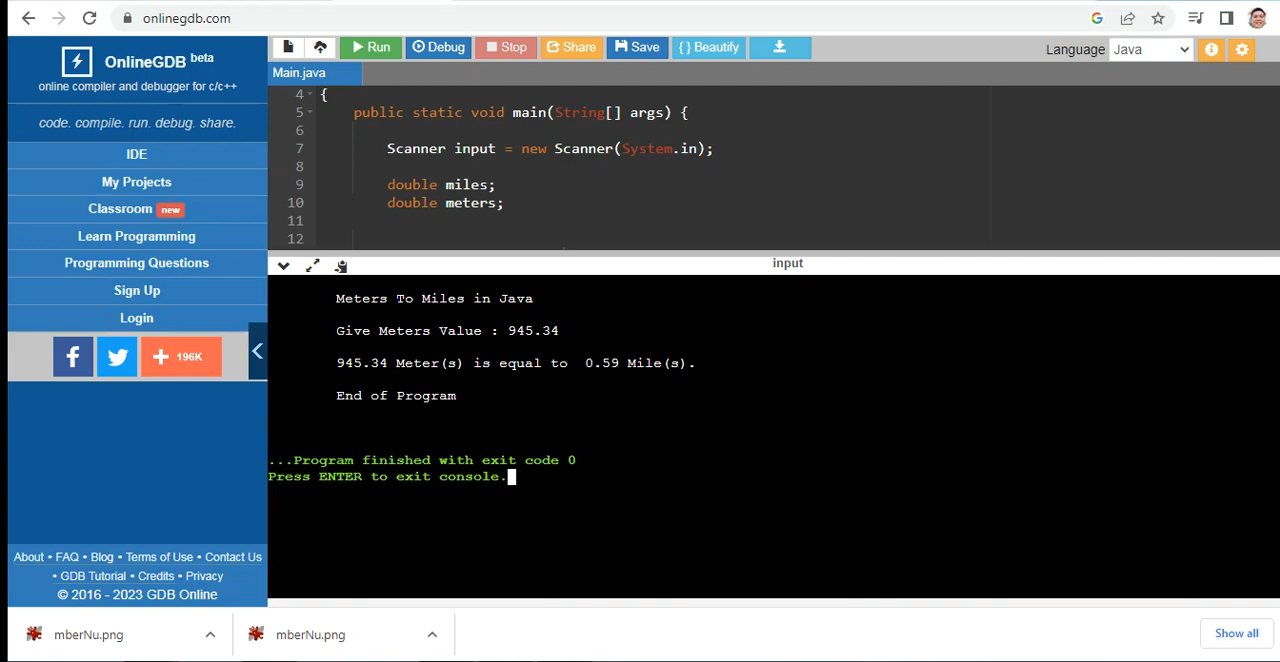 onlinegdb.com
OnlineGDB beta
online compiler and debugger for c/c++
code. compile. run. debug. share.
IDE
My Projects
Classroom new
Learn Programming
Programming Questions
Sign Up
Login
196K
About • FAQ • Blog • Terms of Use • Contact Us
• GDB Tutorial • Credits • Privacy
© 2016 - 2023 GDB Online
Run Debug Stop Share Save { } Beautify Language Java
Main.java
4 {
5 public static void main(String[] args) {
6
7 Scanner input = new Scanner(System.in);
8
9 double miles;
10 double meters;
11
12
input
Meters To Miles in Java
Give Meters Value : 945.34
945.34 Meter(s) is equal to 0.59 Mile(s).
End of Program
...Program finished with exit code 0
Press ENTER to exit console.
mberNu.png mberNu.png Show all